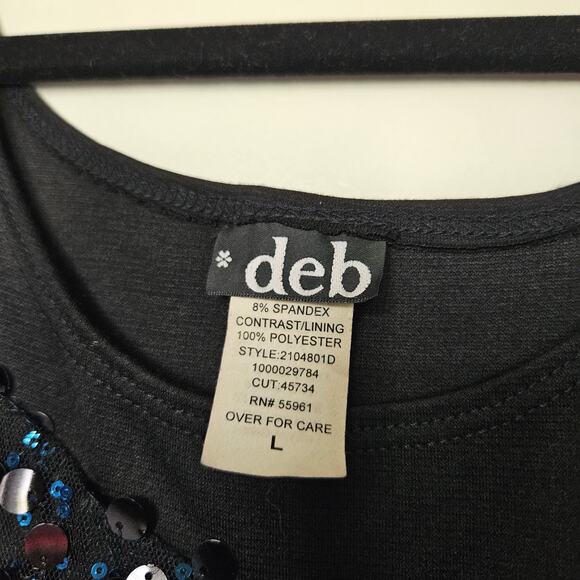 deb
8% SPANDEX
CONTRAST/LINING
100% POLYESTER
STYLE:2104801D
1000029784
CUT:45734
RN# 55961
OVER FOR CARE
L